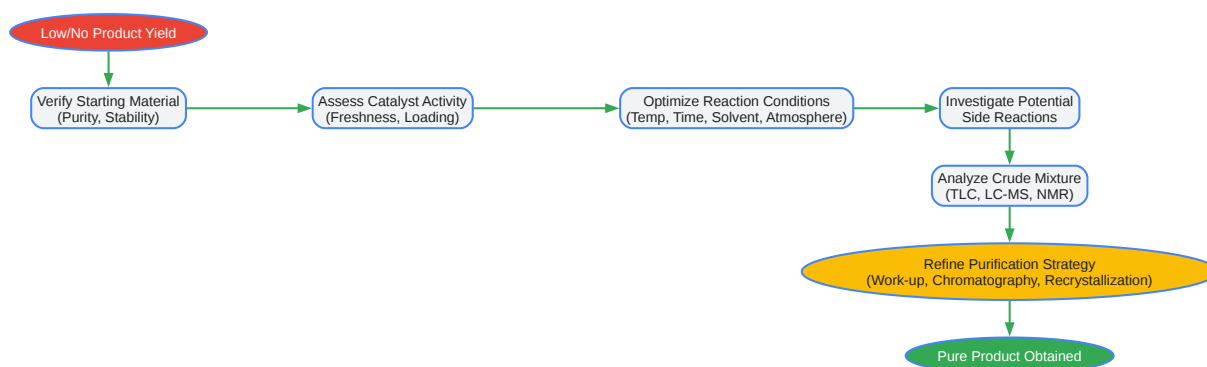 Low/No Product Yield
Verify Starting Material
(Purity, Stability)
Assess Catalyst Activity
(Freshness, Loading)
Optimize Reaction Conditions
(Temp, Time, Solvent, Atmosphere)
Investigate Potential
Side Reactions
Analyze Crude Mixture
(TLC, LC-MS, NMR)
Refine Purification Strategy
(Work-up, Chromatography, Recrystallization)
Pure Product Obtained